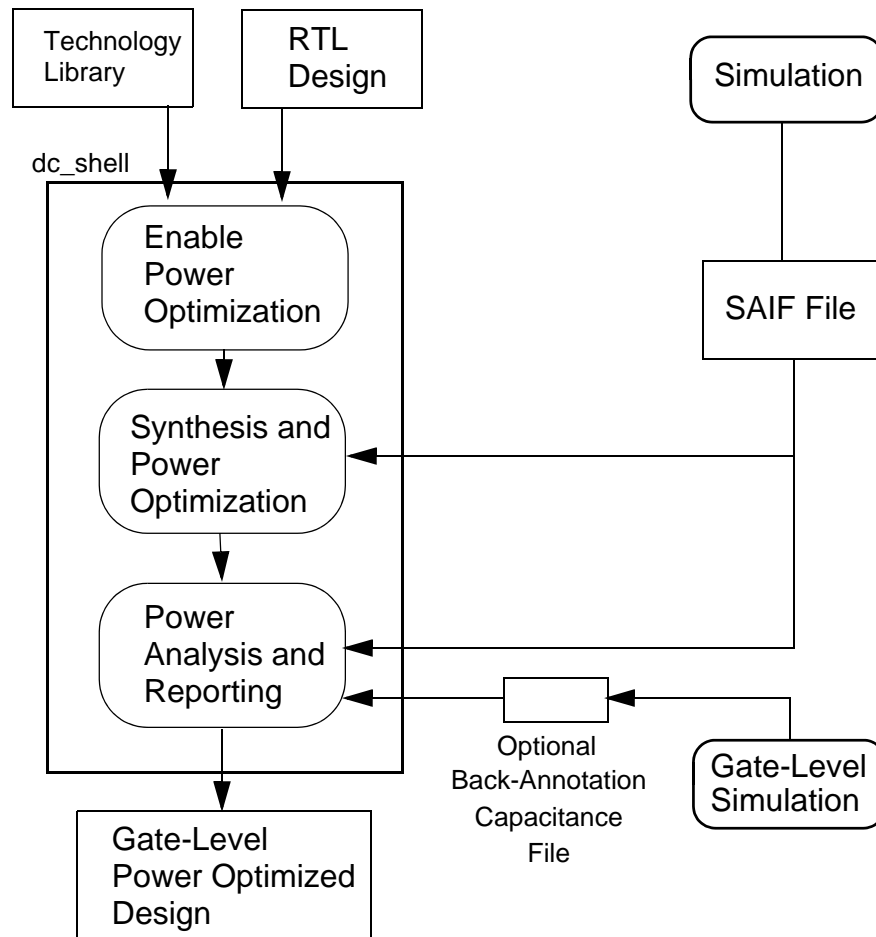 Technology
Library
RTL
Design
Simulation
dc_shell
Enable
Power
Optimization
SAIF File
Synthesis and
Power
Optimization
Power
Analysis and
Reporting
Optional
Back-Annotation
Capacitance
File
Gate-Level
Simulation
Gate-Level
Power Optimized
Design